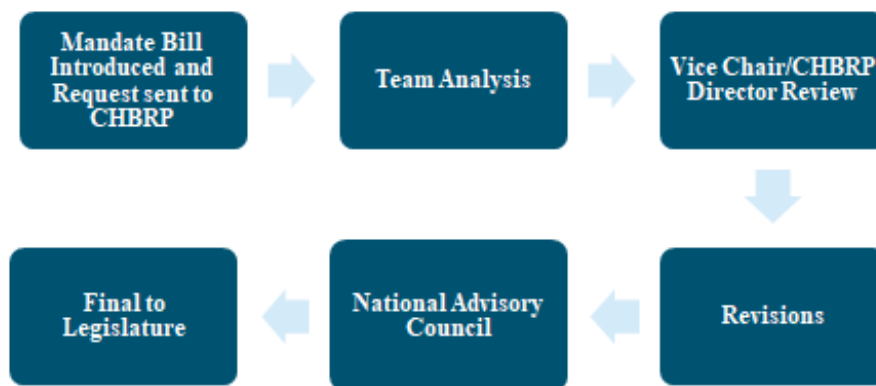 Mandate Bill
Introduced and
Request sent to
CHBRP
Team Analysis
Vice Chair/CHBRP
Director Review
Revisions
National Advisory
Council
Final to
Legislature